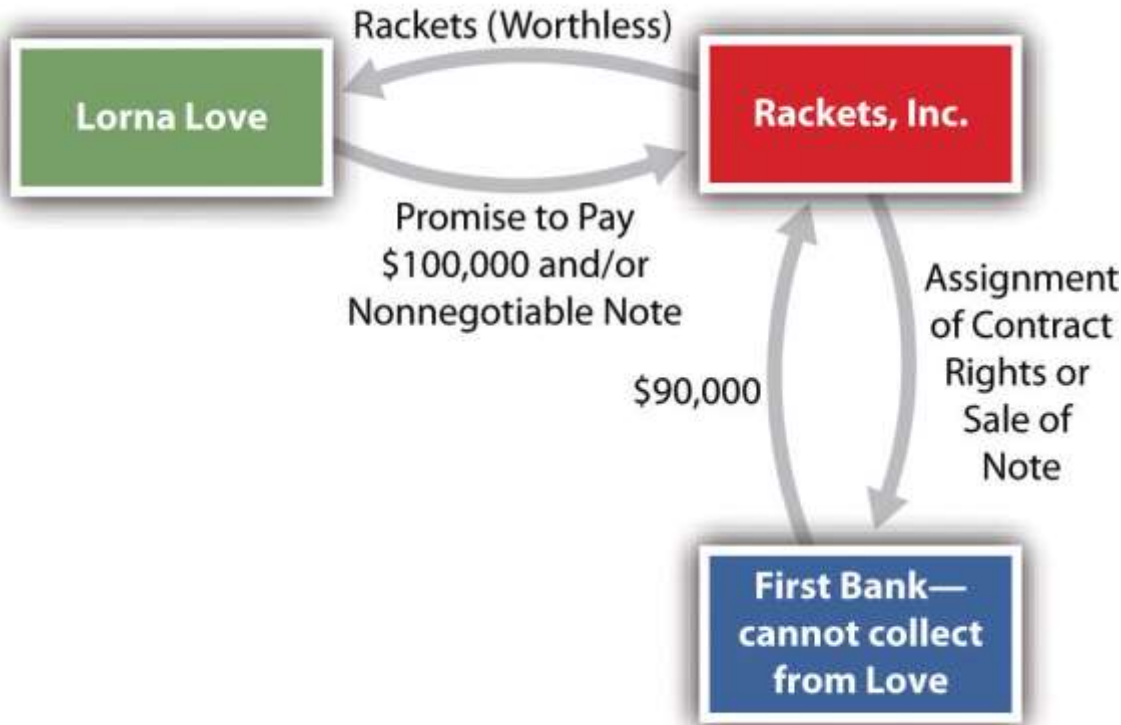 Rackets (Worthless)
Lorna Love
Rackets, Inc.
Promise to Pay
$100,000 and/or
Nonnegotiable Note
Assignment
of Contract
Rights or
Sale of
Note
$90,000
First Bank—
cannot collect
from Love